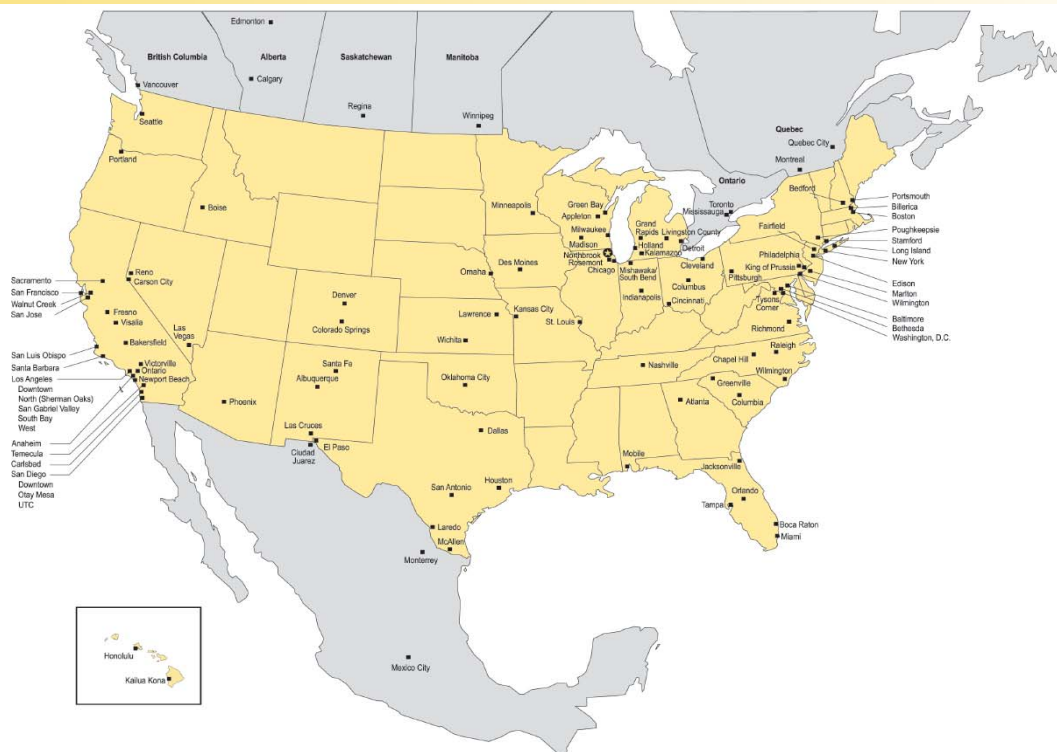 Edmonton
British Columbia
Alberta
Saskatchewan
Manitoba
Calgary
Vancouver
Regina
Winnipeg
Seattle
Quebec
Quebec City
Montreal
Portland
Ontario
Bedford
Portsmouth
Billerica
Boston
Toronto
Mississauga
Boise
Minneapolis
Green Bay
Appleton
Milwaukee
Madison
Northbrook
Rosemont
Chicago
Grand
Rapids
Livingston County
Holland
Kalamazoo
Detroit
Mishawaka/
South Bend
Cleveland
Fairfield
Poughkeepsie
Stamford
Long Island
New York
Philadelphia
King of Prussia
Pittsburgh
Edison
Marlton
Wilmington
Tysons
Corner
Baltimore
Bethesda
Washington, D.C.
Reno
Carson City
Sacramento
San Francisco
Walnut Creek
San Jose
Fresno
Visalia
Bakersfield
Las
Vegas
Omaha
Des Moines
Denver
Colorado Springs
Lawrence
Kansas City
St. Louis
Wichita
Indianapolis
Columbus
Cincinnati
Richmond
Raleigh
Chapel Hill
Nashville
Wilmington
Greenville
Columbia
Atlanta
San Luis Obispo
Santa Barbara
Los Angeles
Downtown
North (Sherman Oaks)
San Gabriel Valley
South Bay
West
Victorville
Ontario
Newport Beach
Anaheim
Temecula
Carlsbad
San Diego
Downtown
Otay Mesa
UTC
Phoenix
Santa Fe
Albuquerque
Oklahoma City
Las Cruces
El Paso
Ciudad
Juarez
Dallas
Mobile
Jacksonville
San Antonio
Houston
Orlando
Tampa
Laredo
McAllen
Boca Raton
Miami
Monterrey
Honolulu
Kailua Kona
Mexico City